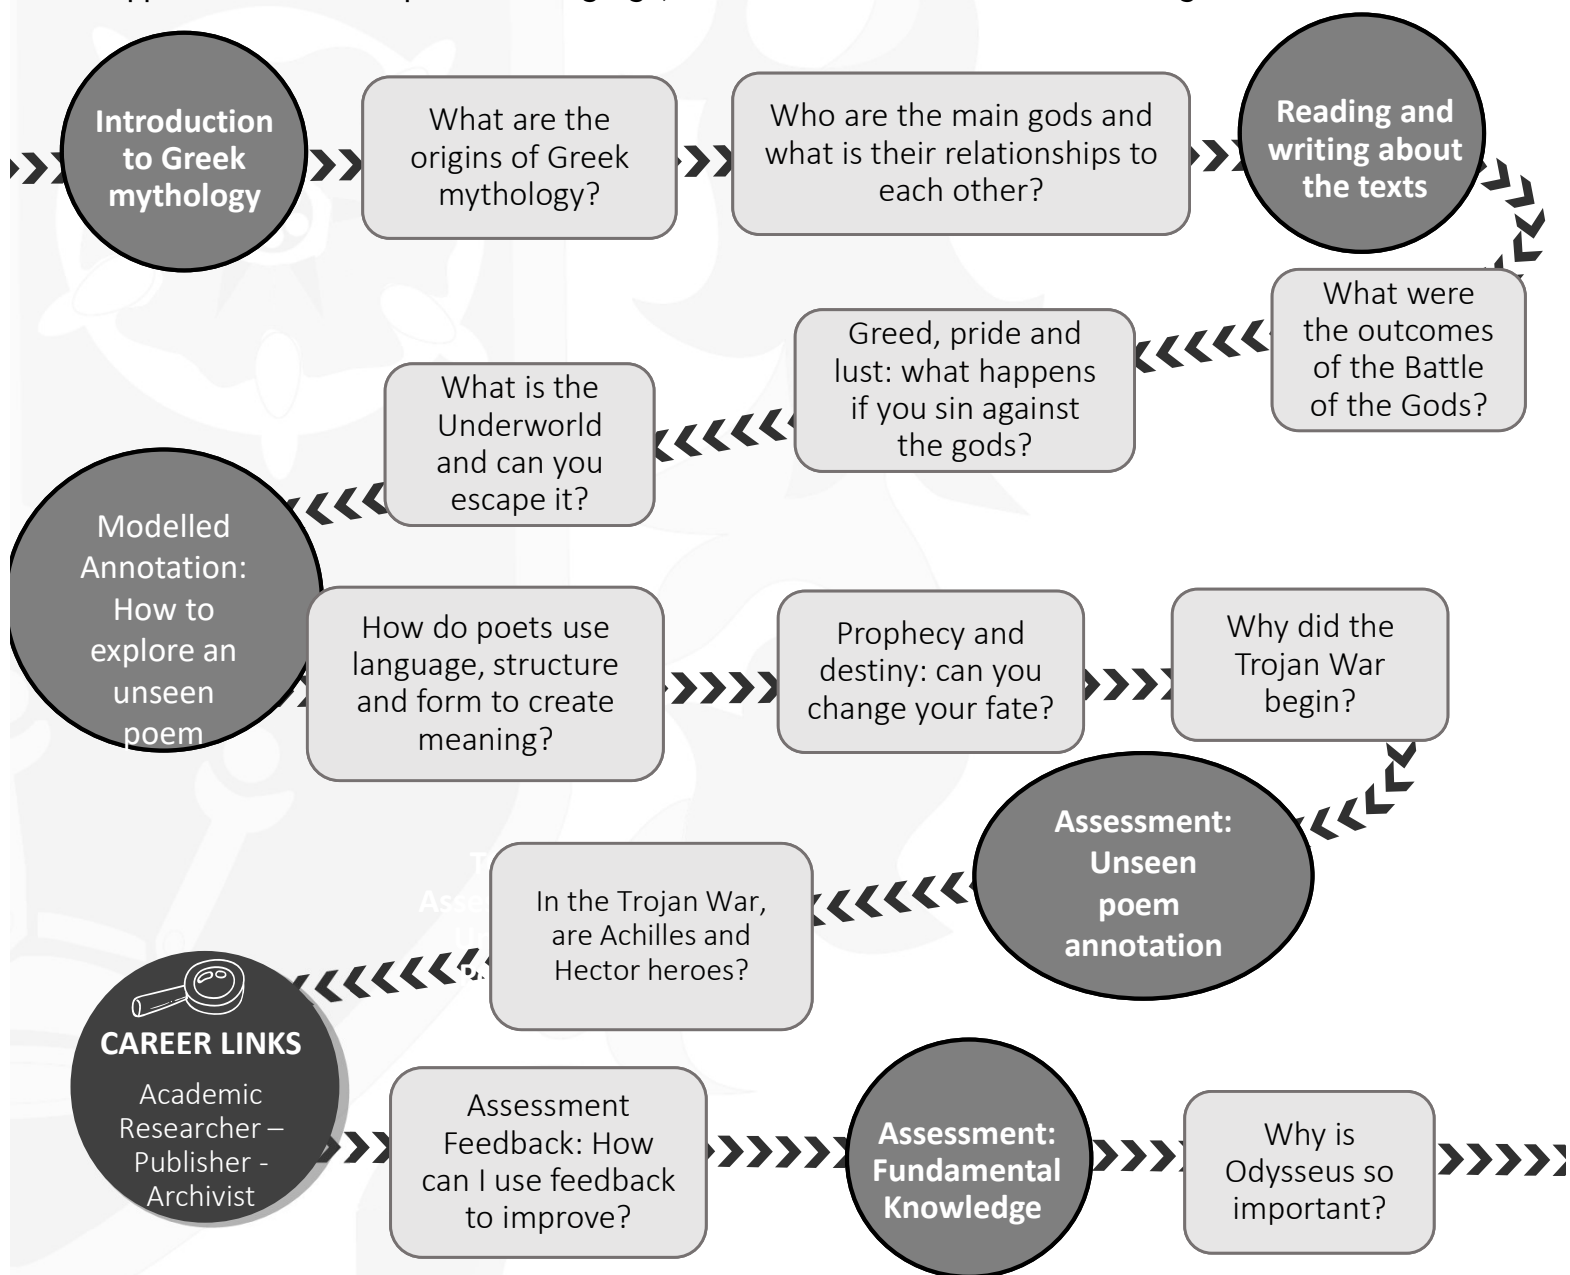 Introduction
to Greek
mythology
What are the
origins of Greek
mythology?
Who are the main gods and
what is their relationships to
each other?
Reading and
writing about
the texts
What were
the outcomes
of the Battle
of the Gods?
Greed, pride and
lust: what happens
if you sin against
the gods?
What is the
Underworld
and can you
escape it?
Modelled
Annotation:
How to
explore an
unseen
poem
How do poets use
language, structure
and form to create
meaning?
Prophecy and
destiny: can you
change your fate?
Why did the
Trojan War
begin?
Assessment:
Unseen
poem
annotation
In the Trojan War,
are Achilles and
Hector heroes?
CAREER LINKS
Academic
Researcher –
Publisher -
Archivist
Assessment
Feedback: How
can I use feedback
to improve?
Assessment:
Fundamental
Knowledge
Why is
Odysseus so
important?